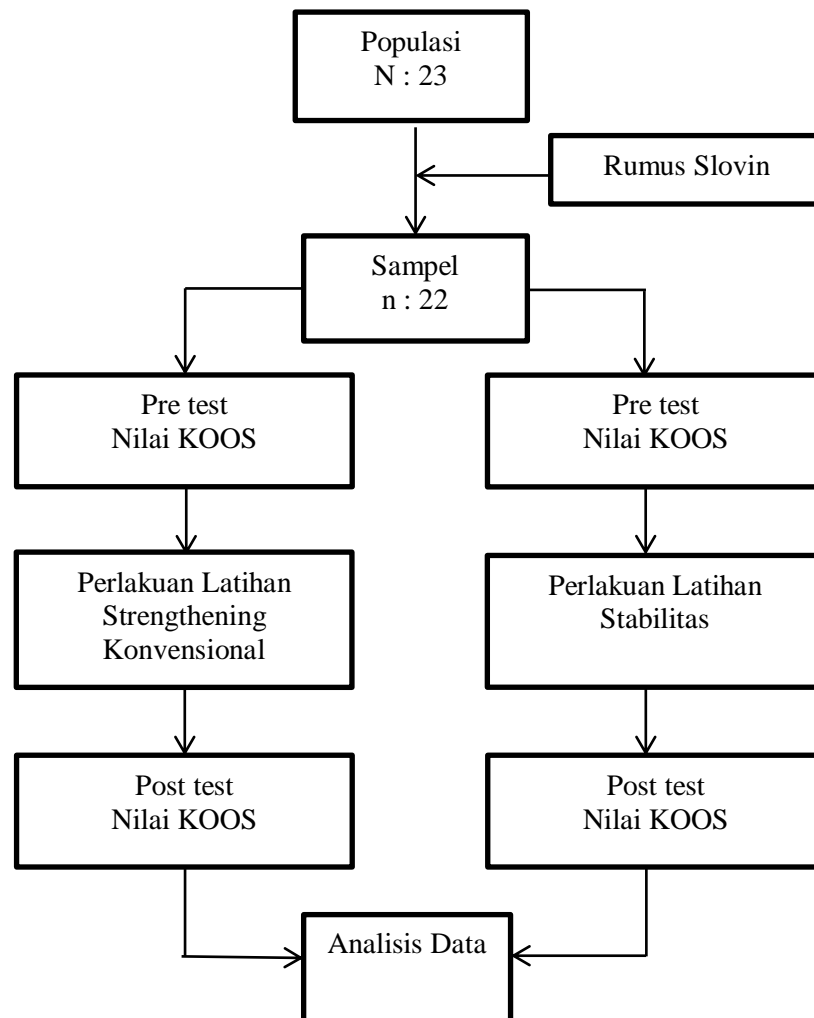 Populasi
N : 23
Rumus Slovin
Sampel
n : 22
Pre test
Nilai KOOS
Pre test
Nilai KOOS
Perlakuan Latihan
Strengthening
Konvensional
Perlakuan Latihan
Stabilitas
Post test
Nilai KOOS
Post test
Nilai KOOS
Analisis Data